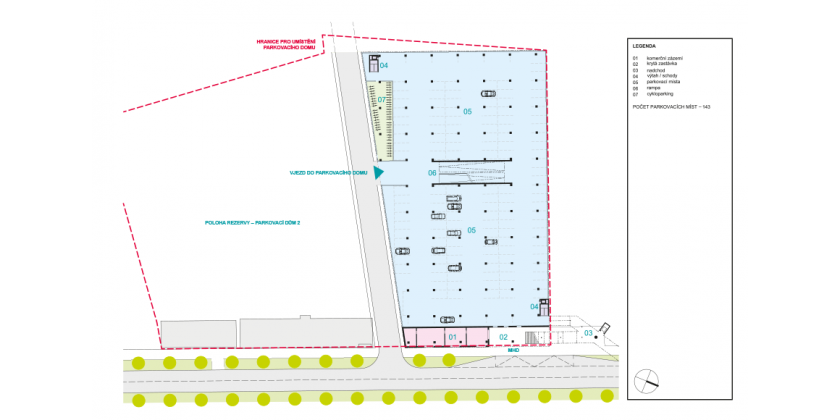 HRANICE PRO UMÍSTĚNÍ
PARKOVACÍHO DOMU
04
07
05
VJEZD DO PARKOVACÍHO DOMU
06
POLOHA REZERVY – PARKOVACÍ DŮM 2
05
04
01
02
03
MHD
LEGENDA
01 komerční zázemí
02 krytá zastávka
03 nadchod
04 výtah / schody
05 parkovací místa
06 rampa
07 cykloparking
POČET PARKOVACÍCH MÍST – 143